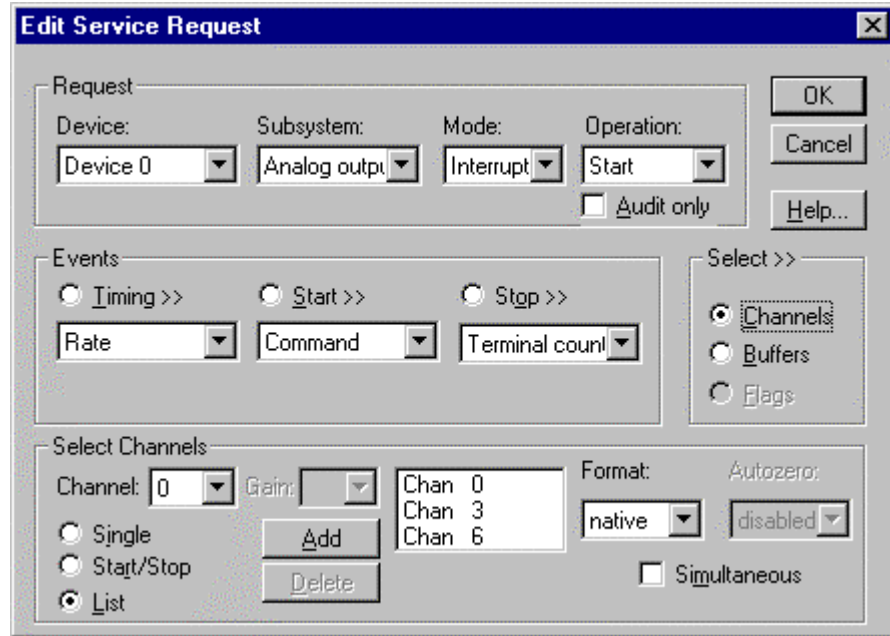 Edit Service Request
Request
OK
Device: Subsystem: Mode: Operation:
Device 0 Analog outpu Interrupt Start
Cancel
Audit only
Help...
Events
Select >>
Timing >> Start >> Stop >>
Rate Command Terminal count
Channels
Buffers
Flags
Select Channels
Channel: 0 Gain: Format: Autozero:
Chan 0
Chan 3
Chan 6
native disabled
Single
Start/Stop
List
Add
Delete
Simultaneous